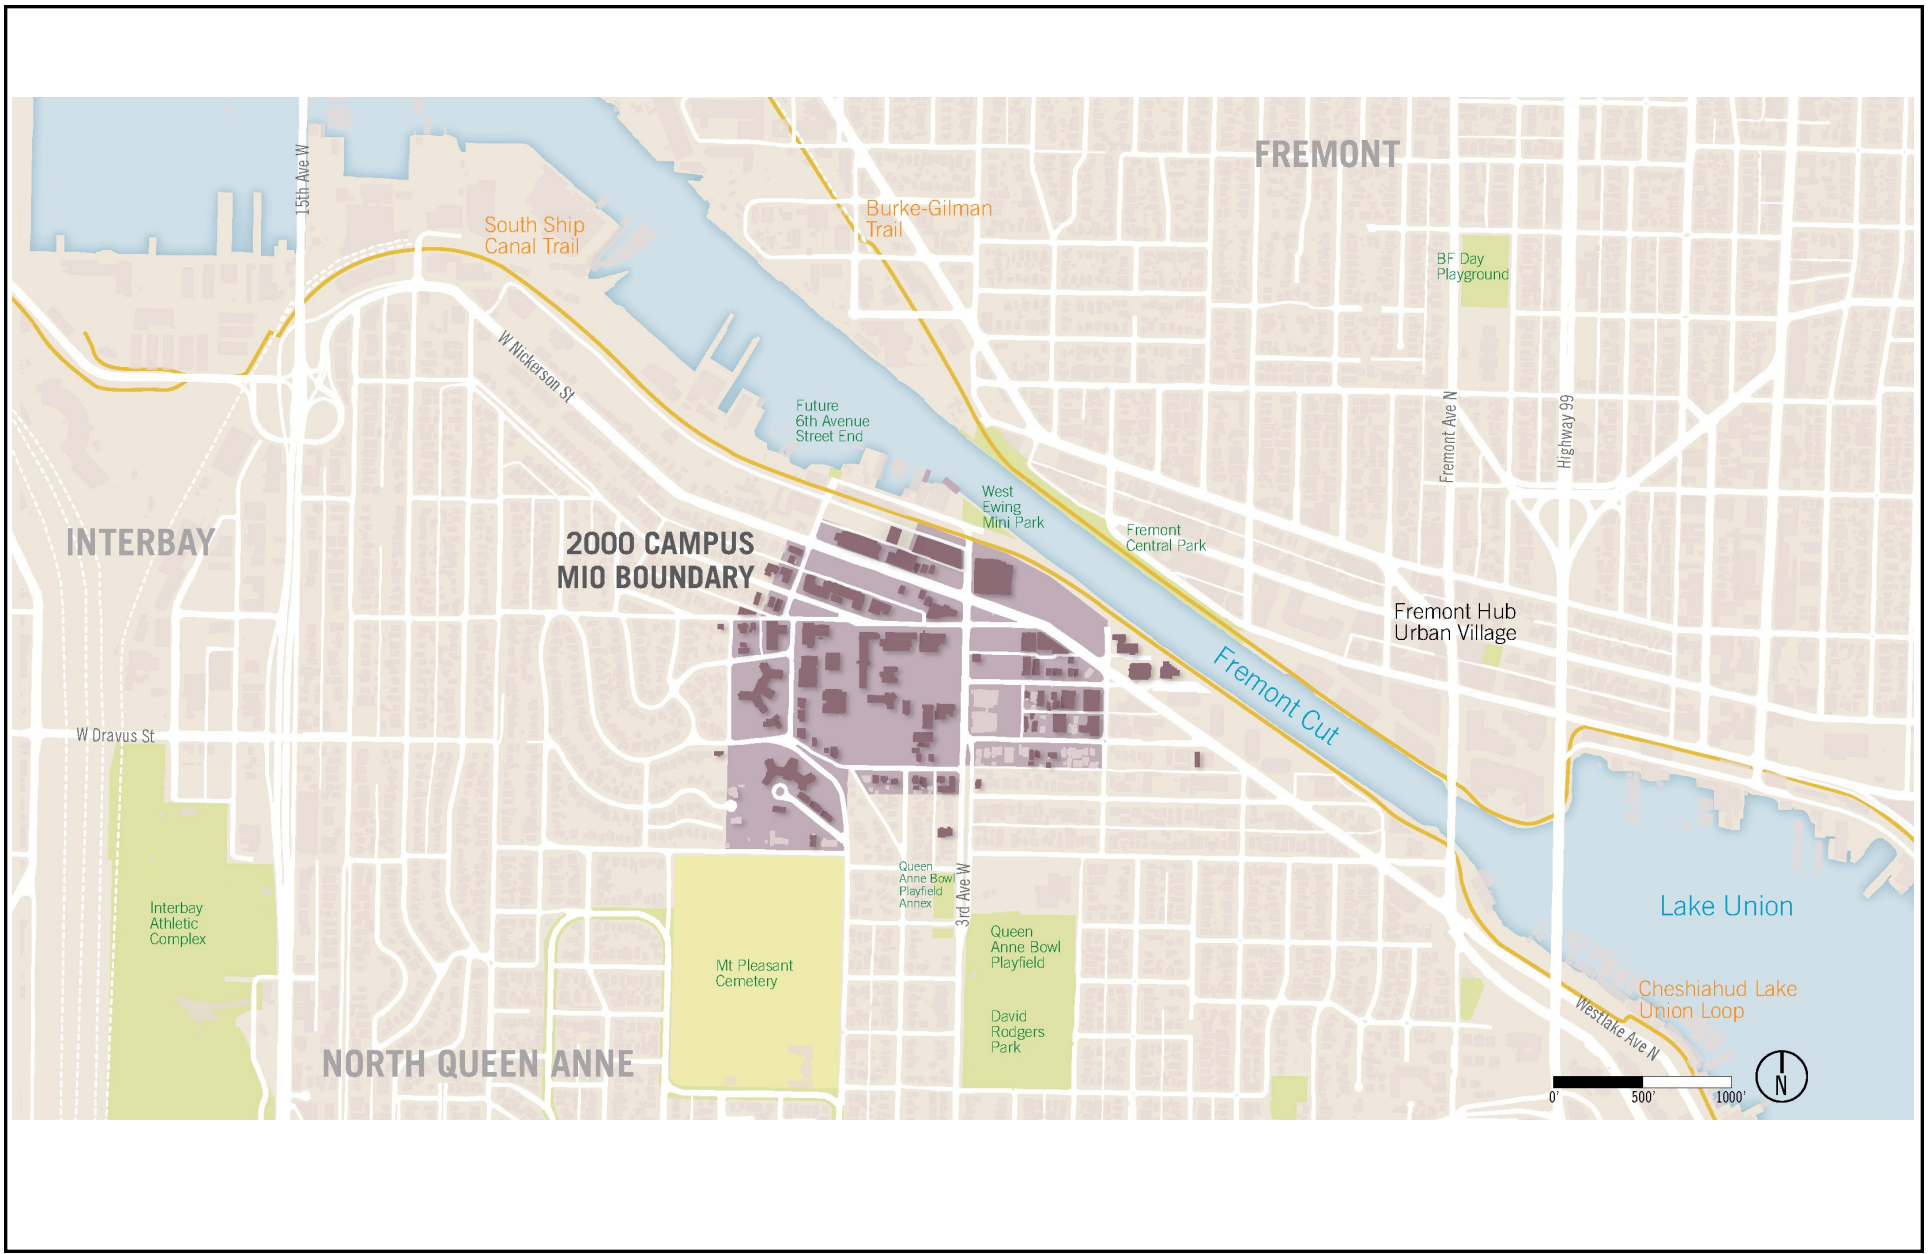 FREMONT
15th Ave W
Burke-Gilman
Trail
South Ship
Canal Trail
BF Day
Playground
W Nickerson St
Future
6th Avenue
Street End
Fremont Ave N
Highway 99
West
Ewing
Mini Park
Fremont
Central Park
INTERBAY
2000 CAMPUS
MIO BOUNDARY
Fremont Hub
Urban Village
Fremont Cut
W Dravus St
Queen
Anne Bowl
Playfield
Annex
3rd Ave W
Interbay
Athletic
Complex
Lake Union
Queen
Anne Bowl
Playfield
Mt Pleasant
Cemetery
Cheshiahud Lake
Union Loop
David
Rodgers
Park
Westlake Ave N
NORTH QUEEN ANNE
0' 500' 1000'
N